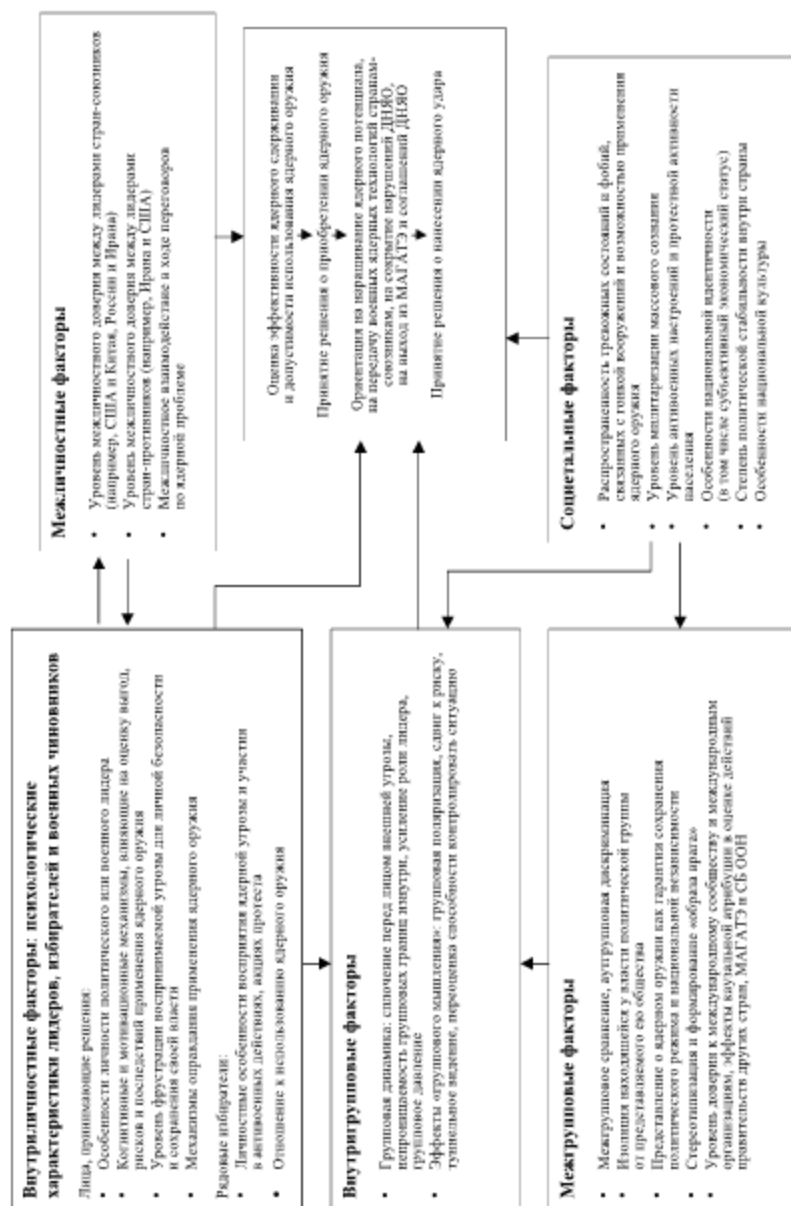 Внутриличностные факторы: психологические
характеристики лидеров, избирателей и военных чиновников
Лица, принимающие решения:
• Особенности личности политического или военного лидера
• Когнитивные и мотивационные механизмы, влияющие на оценку выгод,
рисков и последствий применения ядерного оружия
• Уровень фрустрации воспринимаемой угрозы для личной безопасности
и сохранения своей власти
• Механизмы оправдания применения ядерного оружия
Рядовые избиратели:
• Личностные особенности восприятия ядерной угрозы и участия
в антивоенных действиях, акциях протеста
• Отношение к использованию ядерного оружия
Межличностные факторы
• Уровень межличностного доверия между лидерами стран-союзников
(например, США и Китая, России и Ирана)
• Уровень межличностного доверия между лидерами
стран-противников (например, Ирана и США)
• Межличностное взаимодействие в ходе переговоров
по ядерной проблеме
Оценка эффективности ядерного сдерживания
и допустимости использования ядерного оружия
Принятие решения о приобретении ядерного оружия
Ориентация на наращивание ядерного потенциала,
на передачу военных ядерных технологий странам-
союзникам, на сокрытие нарушений ДНЯО,
на выход из МАГАТЭ и соглашений ДНЯО
Принятие решения о нанесении ядерного удара
Внутригрупповые факторы
• Групповая динамика: сплочение перед лицом внешней угрозы,
непроницаемость групповых границ изнутри, усиление роли лидера,
групповое давление
• Эффекты огруппового мышления»: групповая поляризация, сдвиг к риску,
туннельное видение, переоценка способности контролировать ситуацию
Межгрупповые факторы
• Межгрупповое сравнение, аутгрупповая дискриминация
• Изоляция находящейся у власти политической группы
от представляемого ею общества
• Представление о ядерном оружии как гарантии сохранения
политического режима и национальной независимости
• Стереотипизация и формирование «образа врага»
• Уровень доверия к международному сообществу и международным
организациям, эффекты каузальной атрибуции в оценке действий
правительств других стран, МАГАТЭ и СБ ООН
Социетальные факторы
• Распространенность тревожных состояний и фобий,
связанных с гонкой вооружений и возможностью применения
ядерного оружия
• Уровень милитаризации массового сознания
• Уровень антивоенных настроений и протестной активности
населения
• Особенности национальной идентичности
(в том числе субъективный экономический статус)
• Степень политической стабильности внутри страны
• Особенности национальной культуры